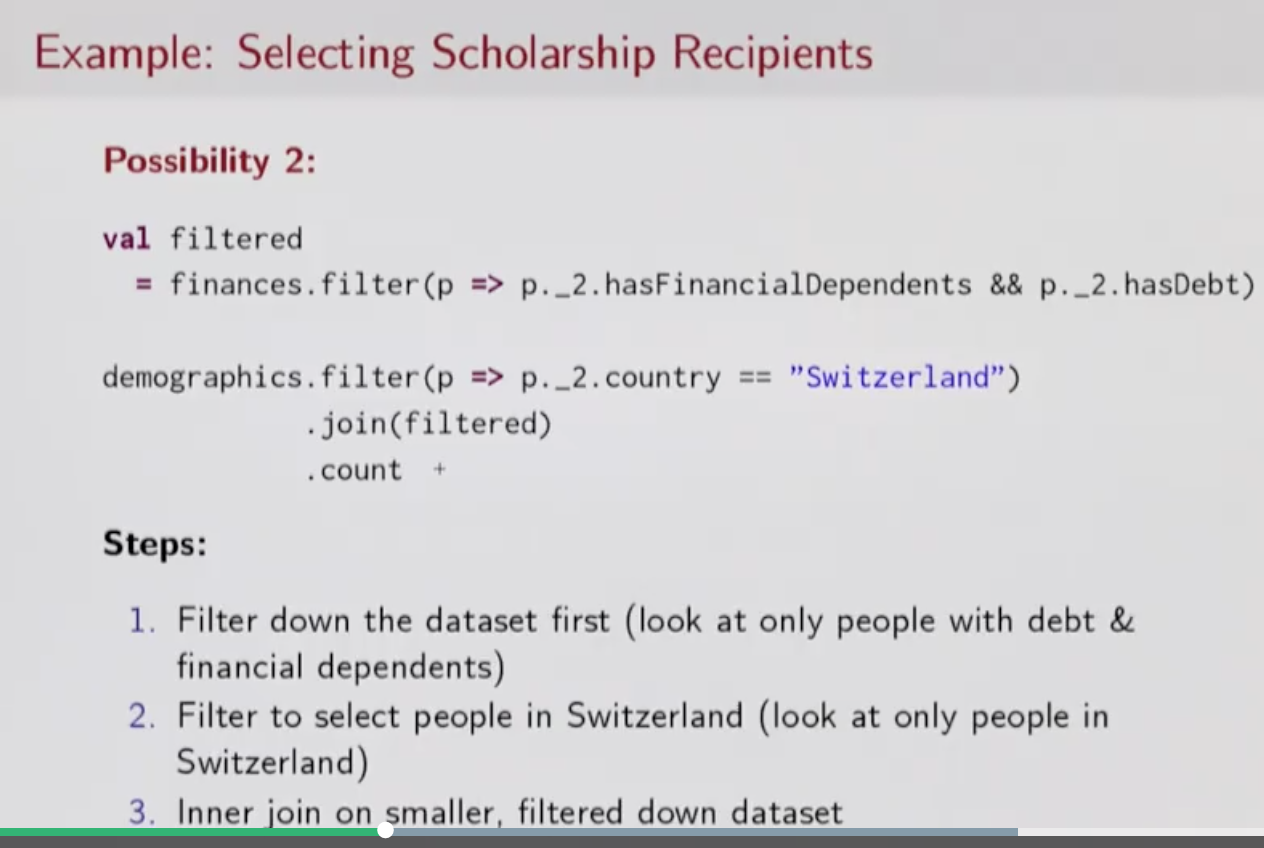 Example: Selecting Scholarship Recipients
Possibility 2:
val filtered
= finances.filter(p => p._2.hasFinancialDependents && p._2.hasDebt)
demographics.filter(p => p._2.country == ”Switzerland”)
.join(filtered)
.count +
Steps:
1. Filter down the dataset first (look at only people with debt &
financial dependents)
2. Filter to select people in Switzerland (look at only people in
Switzerland)
3. Inner join on smaller, filtered down dataset